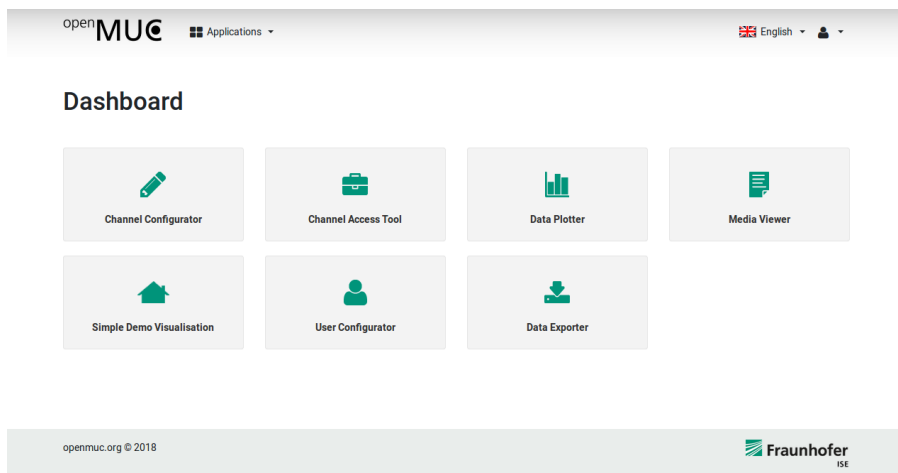 openMUC Applications English
Dashboard
Channel Configurator
Channel Access Tool
Data Plotter
Media Viewer
Simple Demo Visualisation
User Configurator
Data Exporter
openmuc.org © 2018
Fraunhofer
ISE